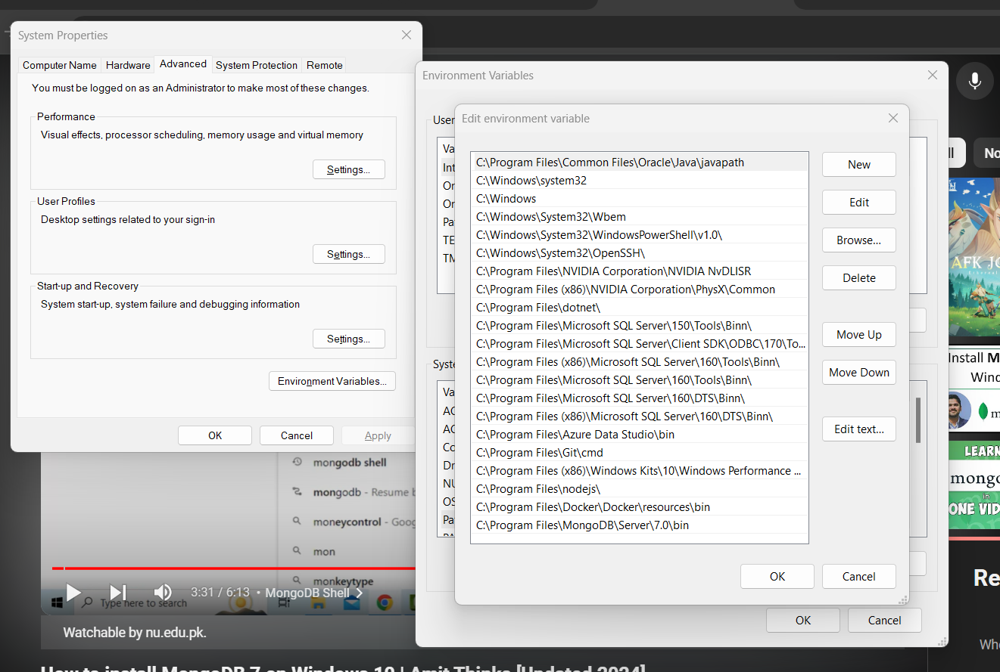 System Properties
Computer Name
Hardware
Advanced
System Protection
Remote
You must be logged on as an Administrator to make most of these changes.
Performance
Visual effects, processor scheduling, memory usage and virtual memory
Settings...
User Profiles
Desktop settings related to your sign-in
Settings...
Start-up and Recovery
System start-up, system failure and debugging information
Settings...
Environment Variables...
OK
Cancel
Apply
Environment Variables
User
Va
Int
On
On
Pa
TE
TM
Syste
Va
AC
AC
Co
Dr
NU
OS
Pa
Edit environment variable
C:\Program Files\Common Files\Oracle\Java\javapath
C:\Windows\system32
C:\Windows
C:\Windows\System32\Wbem
C:\Windows\System32\WindowsPowerShell\v1.0\
C:\Windows\System32\OpenSSH\
C:\Program Files\NVIDIA Corporation\NVIDIA NvDLISR
C:\Program Files (x86)\NVIDIA Corporation\PhysX\Common
C:\Program Files\dotnet\
C:\Program Files\Microsoft SQL Server\150\Tools\Binn\
C:\Program Files\Microsoft SQL Server\Client SDK\ODBC\170\To...
C:\Program Files (x86)\Microsoft SQL Server\160\Tools\Binn\
C:\Program Files\Microsoft SQL Server\160\Tools\Binn\
C:\Program Files\Microsoft SQL Server\160\DTS\Binn\
C:\Program Files (x86)\Microsoft SQL Server\160\DTS\Binn\
C:\Program Files\Azure Data Studio\bin
C:\Program Files\Git\cmd
C:\Program Files (x86)\Windows Kits\10\Windows Performance ...
C:\Program Files\nodejs\
C:\Program Files\Docker\Docker\resources\bin
C:\Program Files\MongoDB\Server\7.0\bin
New
Edit
Browse...
Delete
Move Up
Move Down
Edit text...
OK
Cancel
OK
Cancel
mongodb shell
mongodb - Resume b
moneycontrol - Goog
mon
monkeytype
3:31 / 6:13 • MongoDB Shell
Type here to search
Watchable by nu.edu.pk.
How to install MongoDB 7 on Windows 10 | Amit Thinks [Updated 2024]
ll
No
AFK JO
Install M
Wind
m
LEARN
mongo
in
ONE VID
Re
Whe